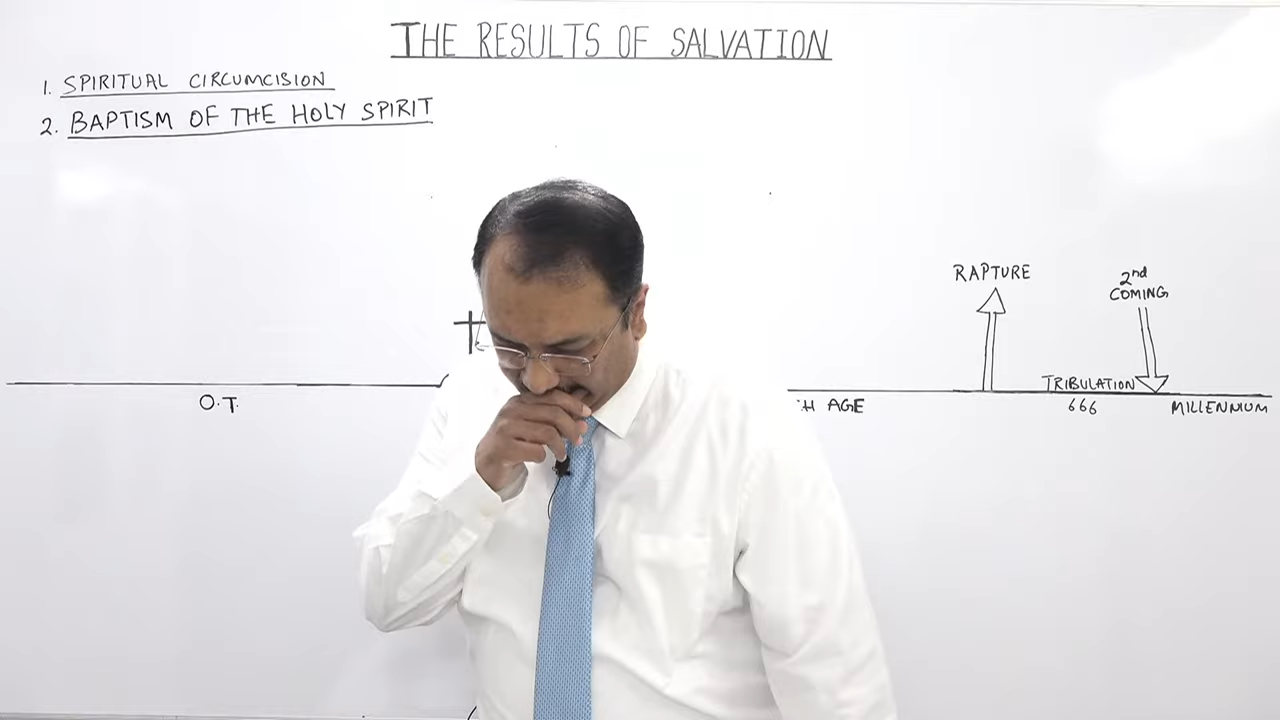 THE RESULTS OF SALVATION
1. SPIRITUAL CIRCUMCISION
2. BAPTISM OF THE HOLY SPIRIT
RAPTURE
2nd
COMING
TRIBULATION
O.T.
AGE
666
MILLENNIUM